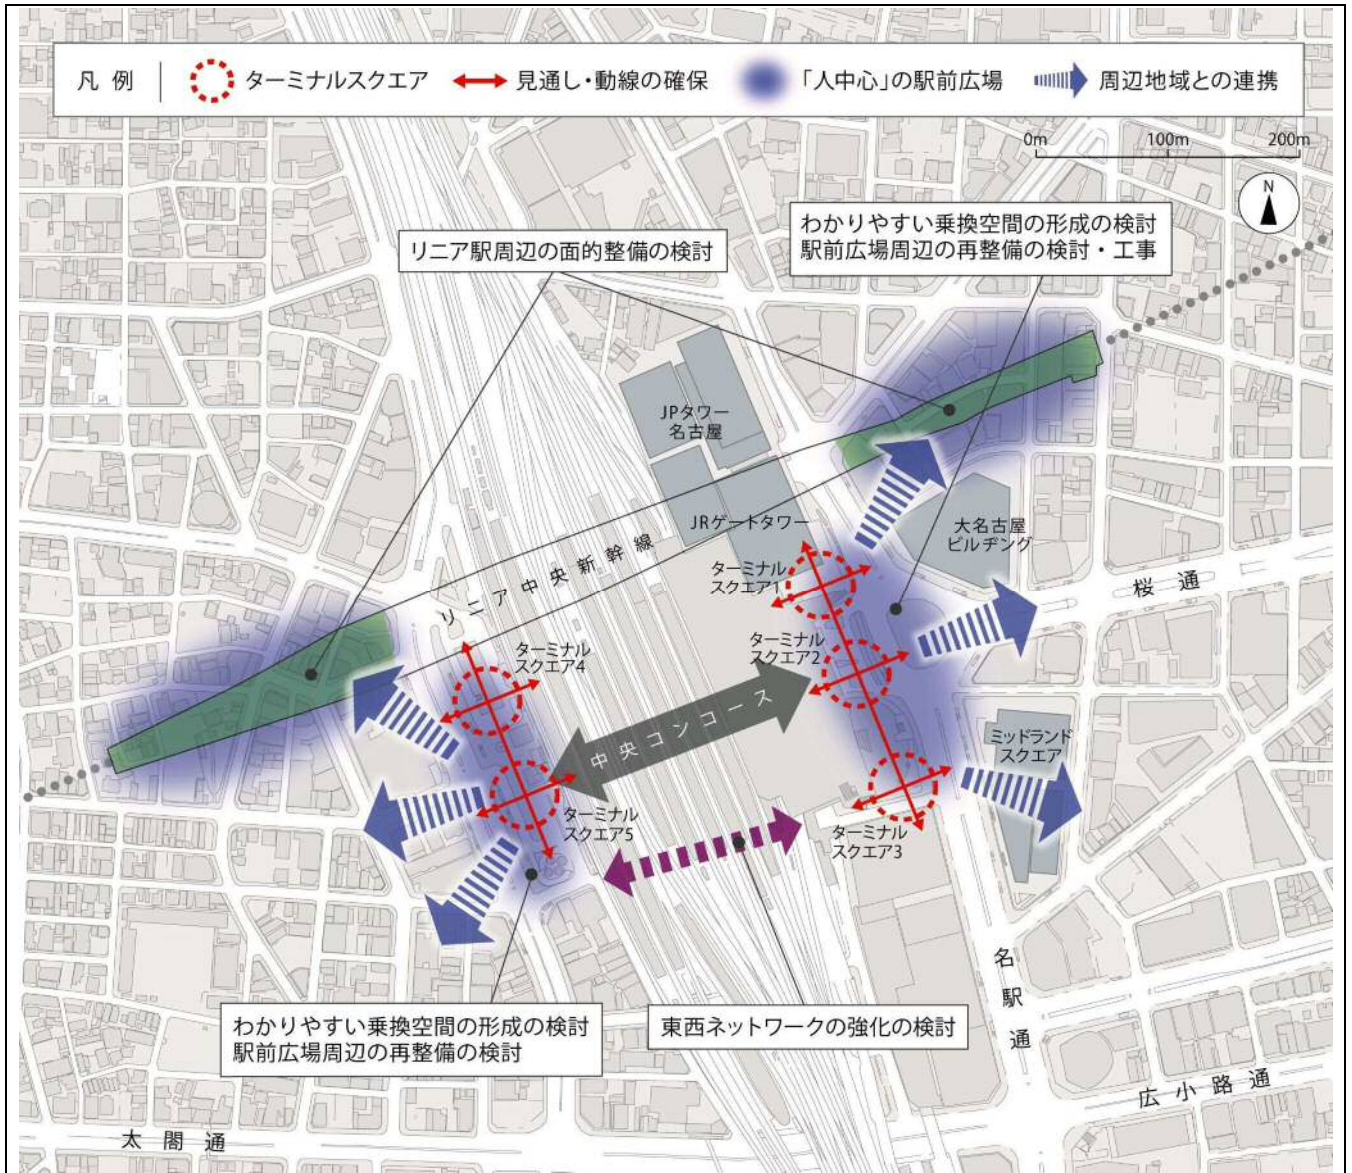 凡 例
ターミナルスクエア
見通し・動線の確保
「人中心」の駅前広場
周辺地域との連携
0m
100m
200m
N
わかりやすい乗換空間の形成の検討
駅前広場周辺の再整備の検討・工事
リニア駅周辺の面的整備の検討
JPタワー
名古屋
JRゲートタワー
大名古屋
ビルヂング
リニア中央新幹線
ターミナル
スクエア1
桜通
ターミナル
スクエア2
ターミナル
スクエア4
中央コンコース
ミッドランド
スクエア
ターミナル
スクエア5
ターミナル
スクエア3
名駅通
わかりやすい乗換空間の形成の検討
駅前広場周辺の再整備の検討
東西ネットワークの強化の検討
広小路通
太閤通